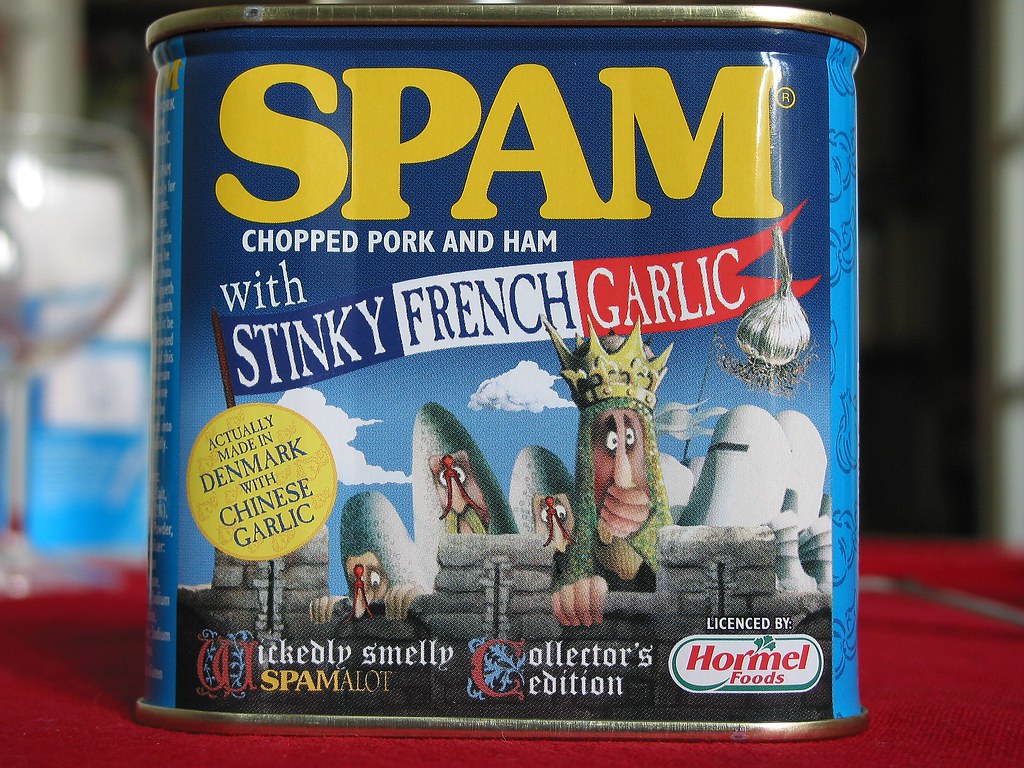 SPAM®
CHOPPED PORK AND HAM
with
STINKY FRENCH GARLIC
ACTUALLY
MADE IN
DENMARK
WITH
CHINESE
GARLIC
LICENCED BY:
Wickedly smelly
SPAMALOT
Collector's
edition
Hormel
Foods